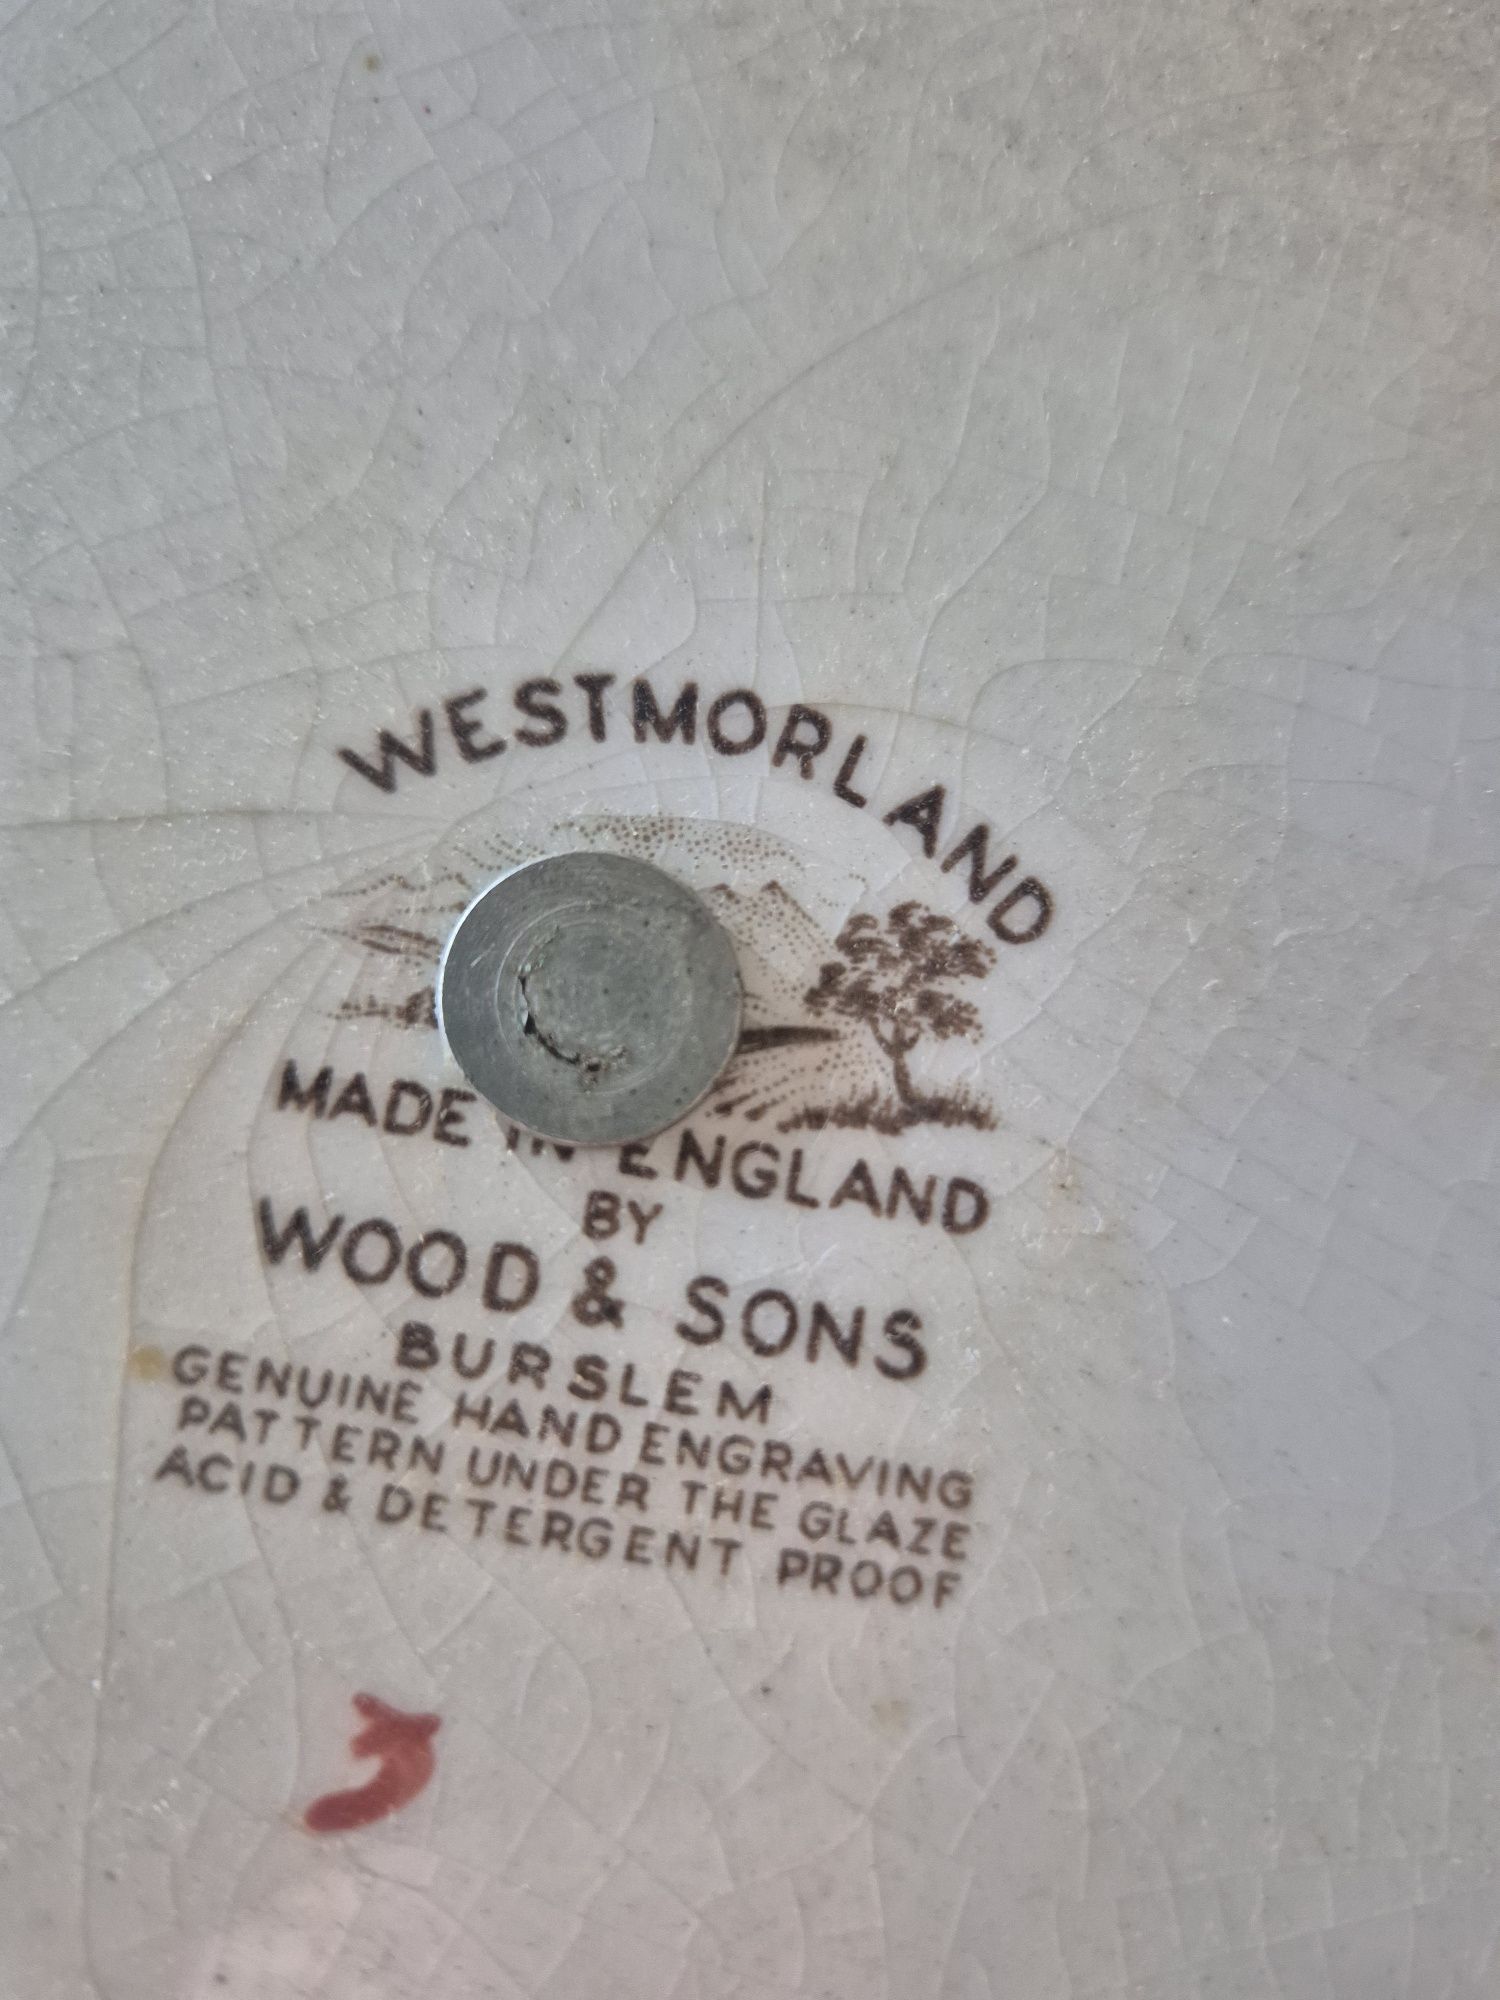 WESTMORLAND
MADE IN ENGLAND
BY
WOOD & SONS
BURSLEM
GENUINE HAND ENGRAVING
PATTERN UNDER THE GLAZE
ACID & DETERGENT PROOF